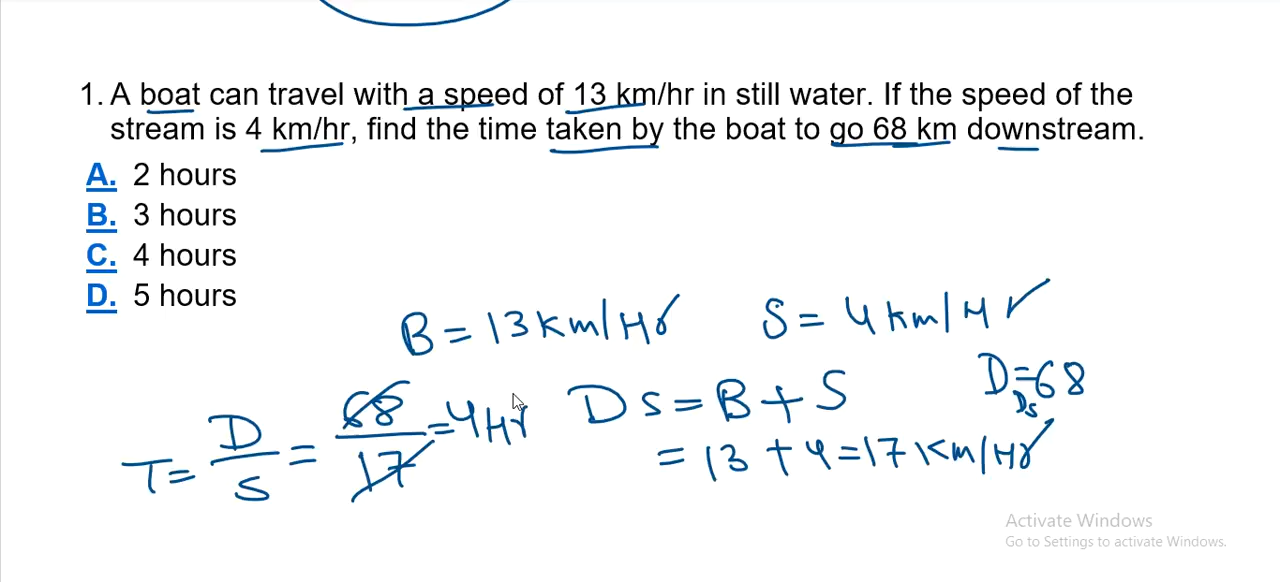 1. A boat can travel with a speed of 13 km/hr in still water. If the speed of the
stream is 4 km/hr, find the time taken by the boat to go 68 km downstream.
A. 2 hours
B. 3 hours
C. 4 hours
D. 5 hours
B = 13 Km/Hr S = 4 Km/Hr
D = 68
Ds
T = D/S = 68/17 = 4 Hr
Ds = B + S
= 13 + 4 = 17 Km/Hr
Activate Windows
Go to Settings to activate Windows.